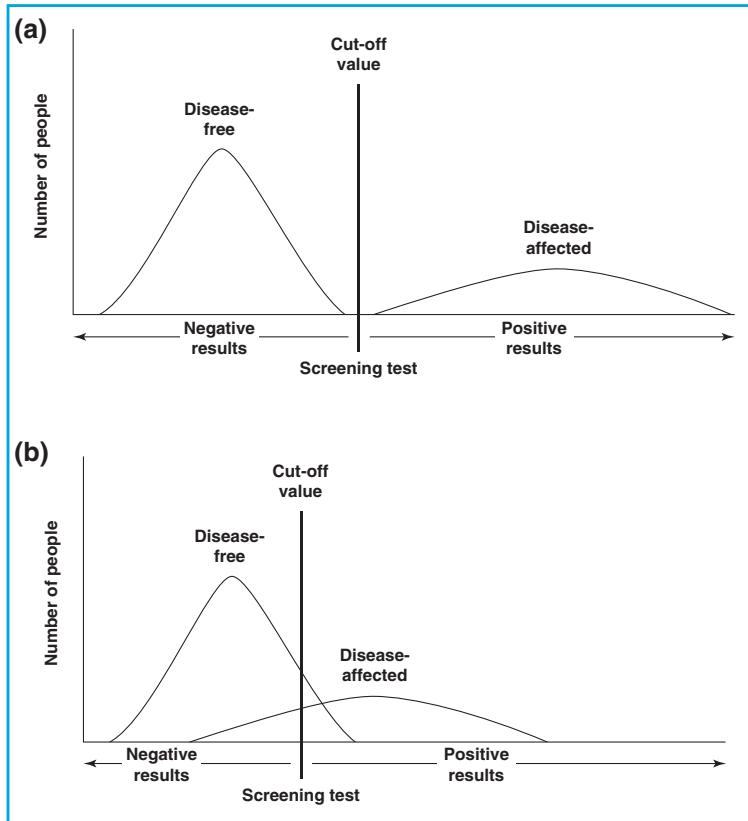 (a)
Cut-off
value
Disease-
free
Number of people
Disease-
affected
Negative
results
Positive
results
Screening test
(b)
Cut-off
value
Disease-
free
Number of people
Disease-
affected
Negative
results
Positive
results
Screening test